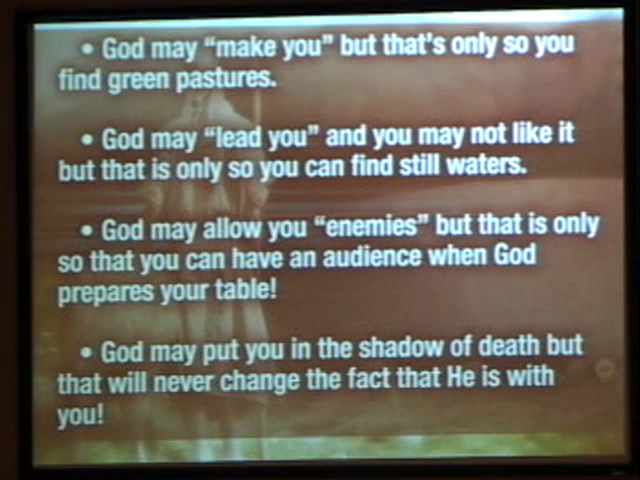 • God may “make you” but that’s only so you
find green pastures.
• God may “lead you” and you may not like it
but that is only so you can find still waters.
• God may allow you “enemies” but that is only
so that you can have an audience when God
prepares your table!
• God may put you in the shadow of death but
that will never change the fact that He is with
you!